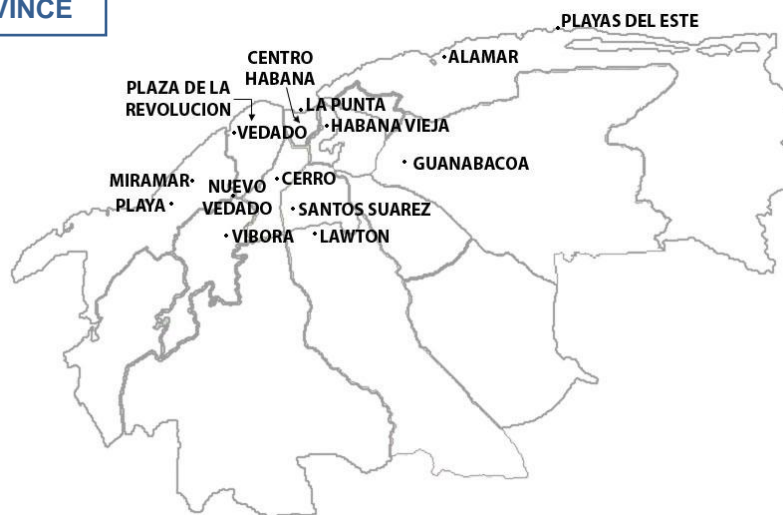 VINCE
PLAYAS DEL ESTE
ALAMAR
CENTRO
HABANA
PLAZA DE LA
REVOLUCION
LA PUNTA
HABANA VIEJA
VEDADO
GUANABACOA
MIRAMAR
CERRO
NUEVO
VEDADO
PLAYA
SANTOS SUAREZ
VIBORA
LAWTON